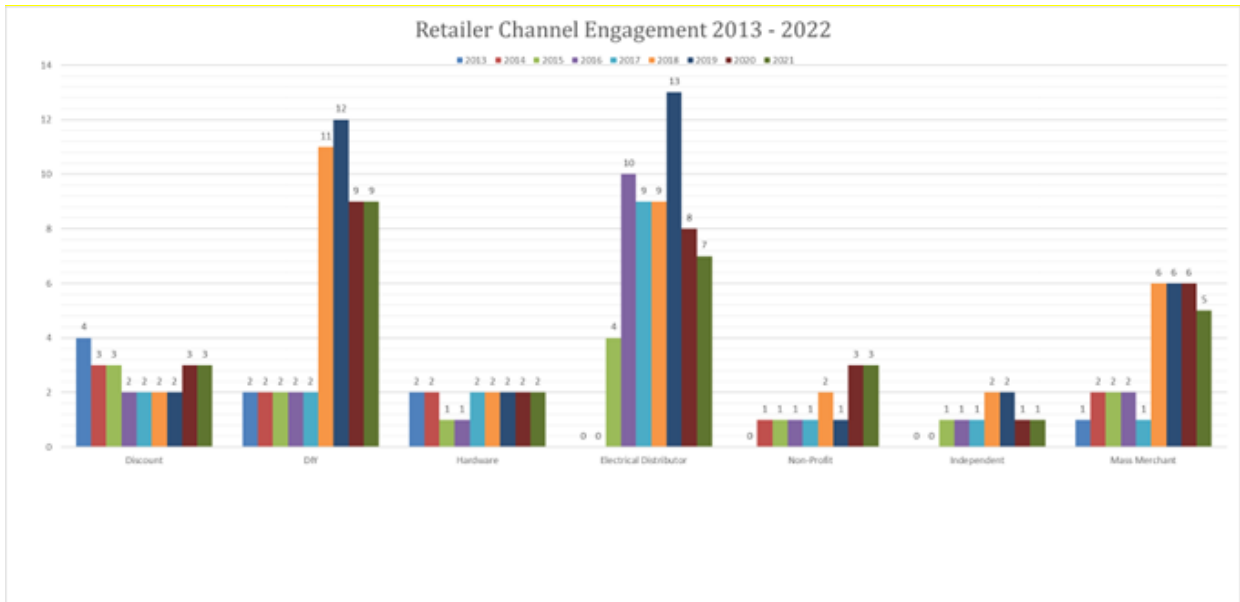 Retailer Channel Engagement 2013 - 2022
2013 2014 2015 2016 2017 2018 2019 2020 2021
14
12
10
8
6
4
2
0
4 3 3 2 2 2 2 3 3
2 2 2 2 2 11 12 9 9
2 2 1 1 2 2 2 2 2
0 0 4 10 9 9 13 8 7
0 1 1 1 1 2 1 3 3
0 0 1 1 1 2 2 1 1
1 2 2 2 1 6 6 6 5
Discount DIY Hardware Electrical Distributor Non-Profit Independent Mass Merchant